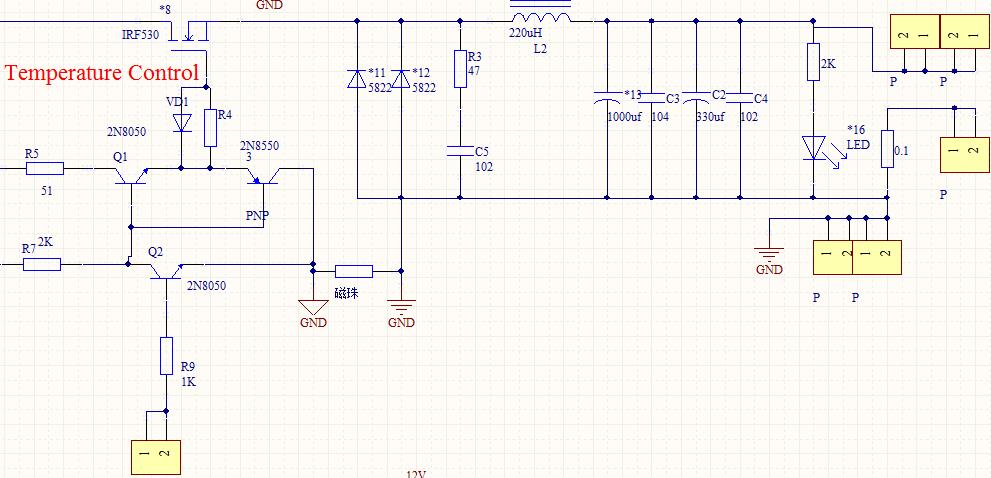 GND
*8
IRF530
Temperature Control
VD1
R4
2N8050
Q1
2N8550
3
R5
51
PNP
R7
2K
Q2
2N8050
R9
1K
1
2
GND
磁珠
GND
*11
5822
*12
5822
R3
47
C5
102
220uH
L2
*13
1000uf
C3
104
C2
330uf
C4
102
2K
*16
LED
0.1
2
1
2
1
P
P
1
2
P
GND
1
2
1
2
P
P
12V